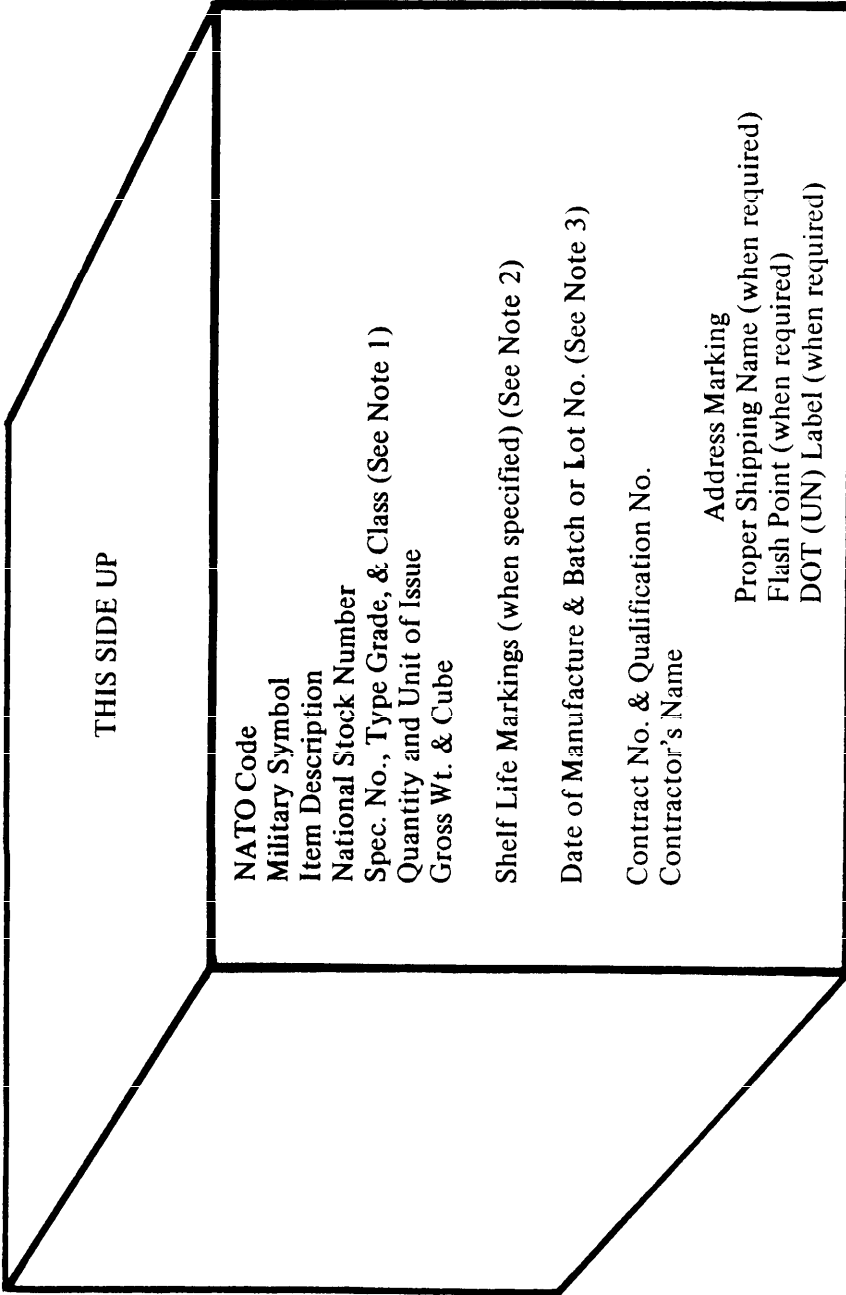 THIS SIDE UP
NATO Code
Military Symbol
Item Description
National Stock Number
Spec. No., Type Grade, & Class (See Note 1)
Quantity and Unit of Issue
Gross Wt. & Cube
Shelf Life Markings (when specified) (See Note 2)
Date of Manufacture & Batch or Lot No. (See Note 3)
Contract No. & Qualification No.
Contractor's Name
Address Marking
Proper Shipping Name (when required)
Flash Point (when required)
DOT (UN) Label (when required)